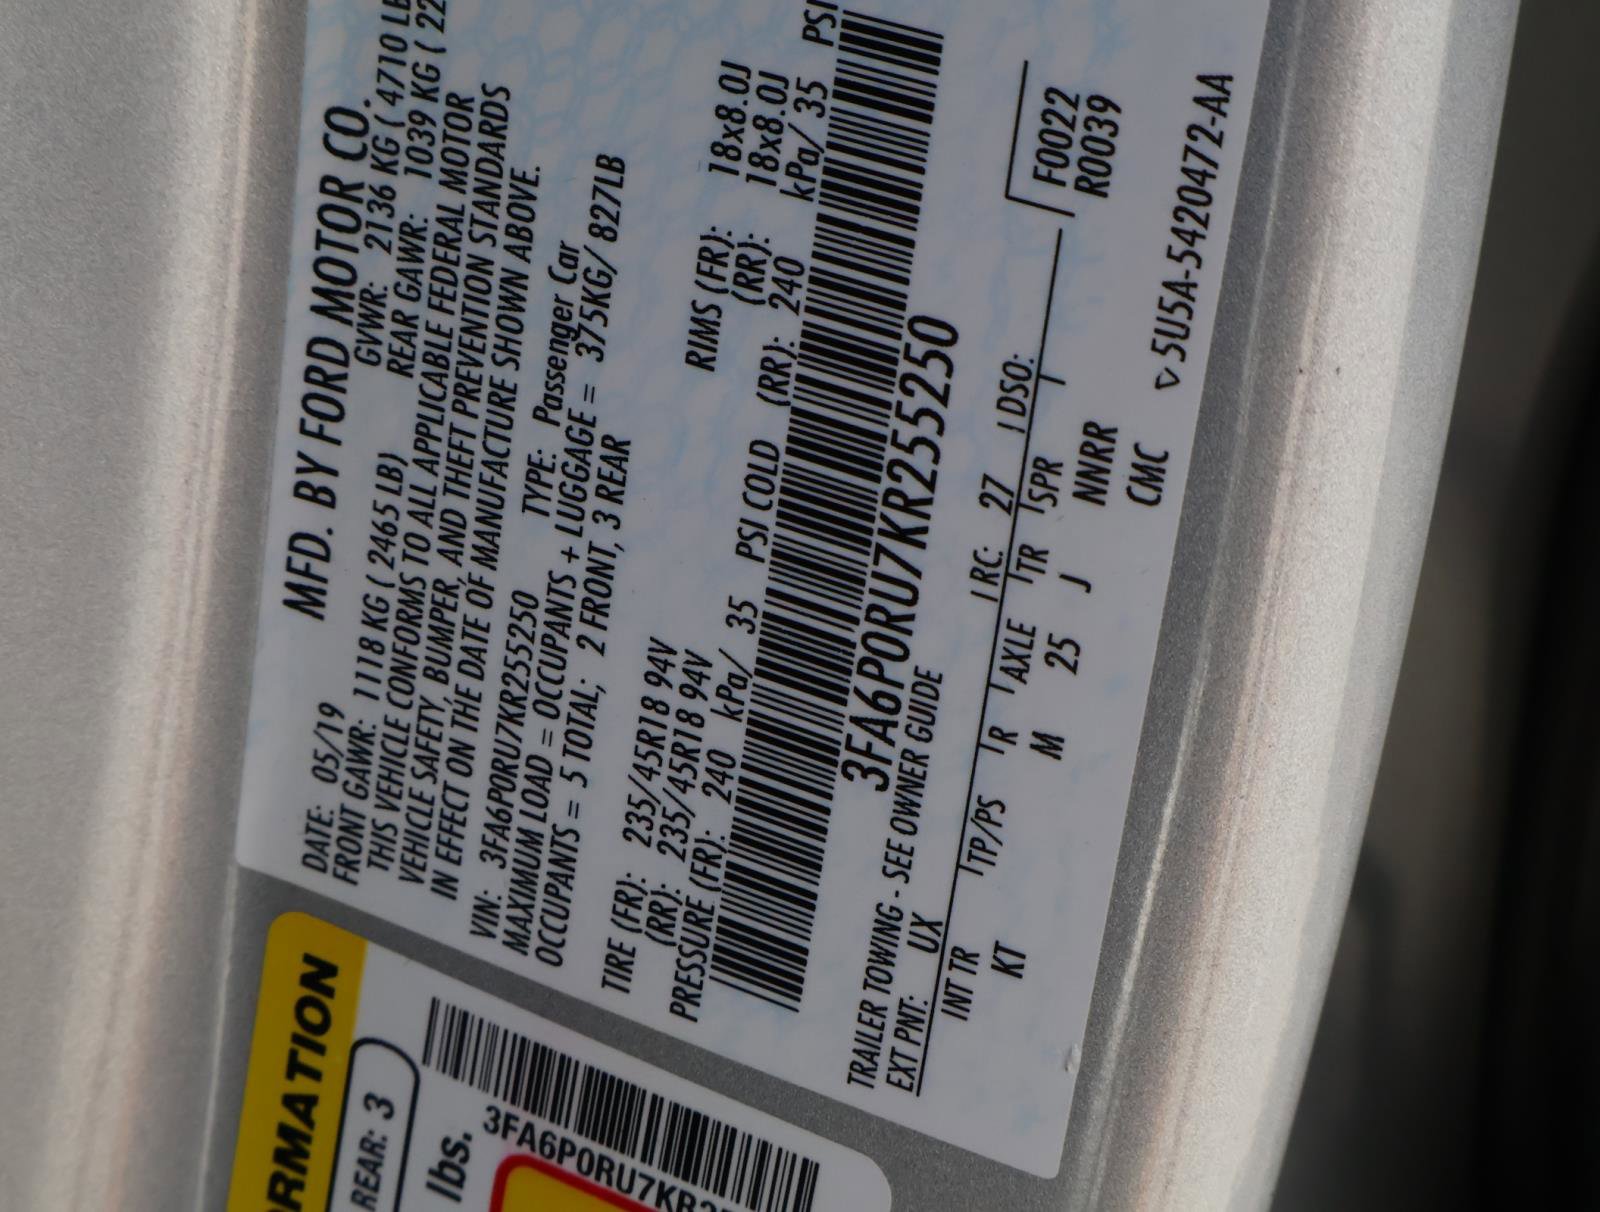 MFD. BY FORD MOTOR CO.
DATE: 05/19 GVWR: 2136 KG ( 4710 LB
FRONT GAWR: 1118 KG ( 2465 LB) REAR GAWR: 1039 KG ( 22
THIS VEHICLE CONFORMS TO ALL APPLICABLE FEDERAL MOTOR
VEHICLE SAFETY, BUMPER, AND THEFT PREVENTION STANDARDS
IN EFFECT ON THE DATE OF MANUFACTURE SHOWN ABOVE.
VIN: 3FA6P0RU7KR255250 TYPE: Passenger Car
MAXIMUM LOAD = OCCUPANTS + LUGGAGE = 375KG/ 827LB
OCCUPANTS = 5 TOTAL; 2 FRONT, 3 REAR
TIRE (FR): 235/45R18 94V RIMS (FR): 18x8.0J
(RR): 235/45R18 94V (RR): 18x8.0J
PRESSURE (FR): 240 kPa/ 35 PSI COLD (RR): 240 kPa/ 35 PSI
3FA6P0RU7KR255250
TRAILER TOWING - SEE OWNER GUIDE
EXT PNT: UX RC: 27 DSO:
F0022
R0039
INT TR TP/PS R AXLE TR SPR
KT M 25 J NNRR
CMC
5U5A-5420472-AA
ORMATION
REAR: 3
lbs.
3FA6P0RU7KR25